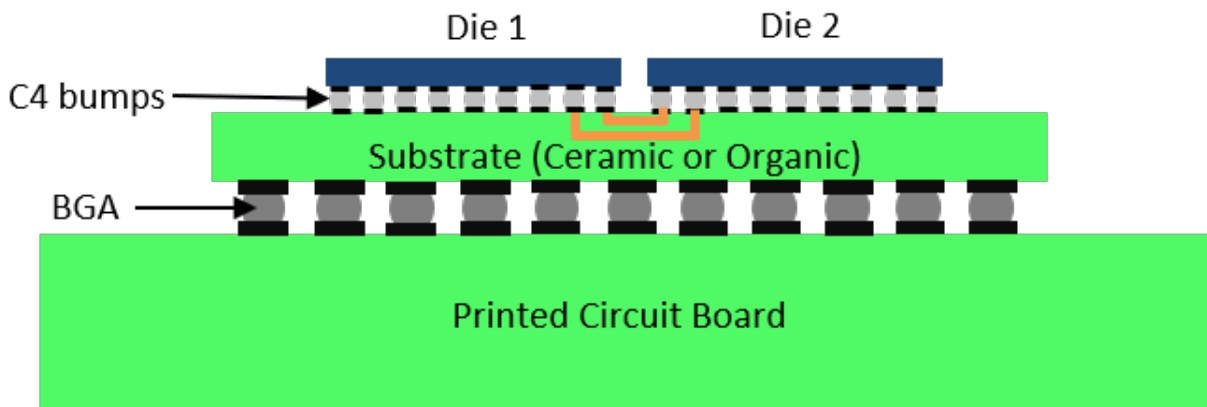 Die 1
Die 2
C4 bumps
Substrate (Ceramic or Organic)
BGA
Printed Circuit Board